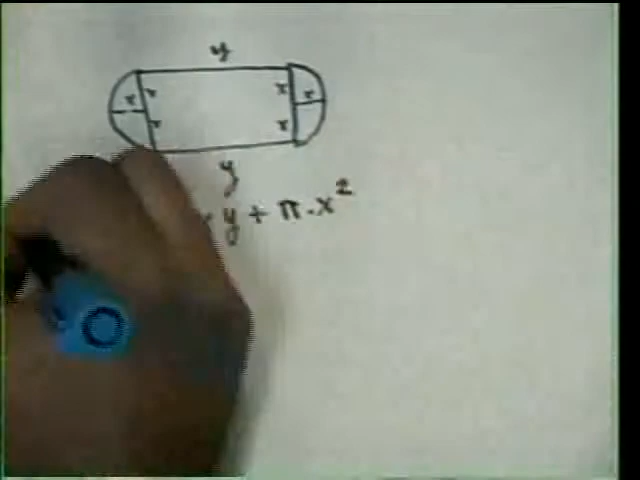 y
x x x x
x x
y
y + π.x²